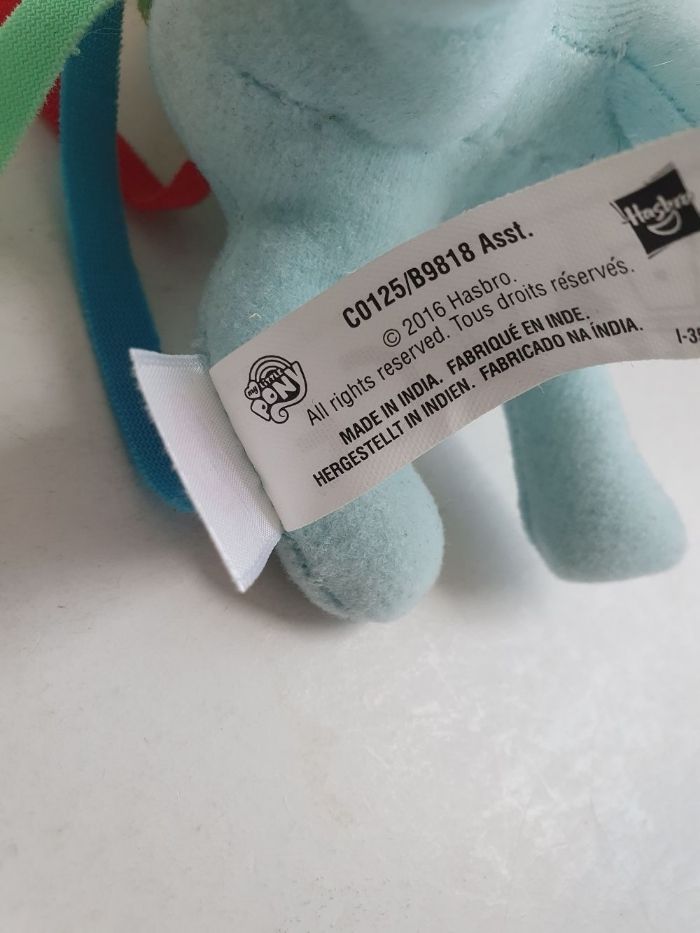 C0125/B9818 Asst.
© 2016 Hasbro.
All rights reserved. Tous droits réservés.
MADE IN INDIA. FABRIQUÉ EN INDE.
HERGESTELLT IN INDIEN. FABRICADO NA ÍNDIA.
my LITTLE
PONY
Hasbro